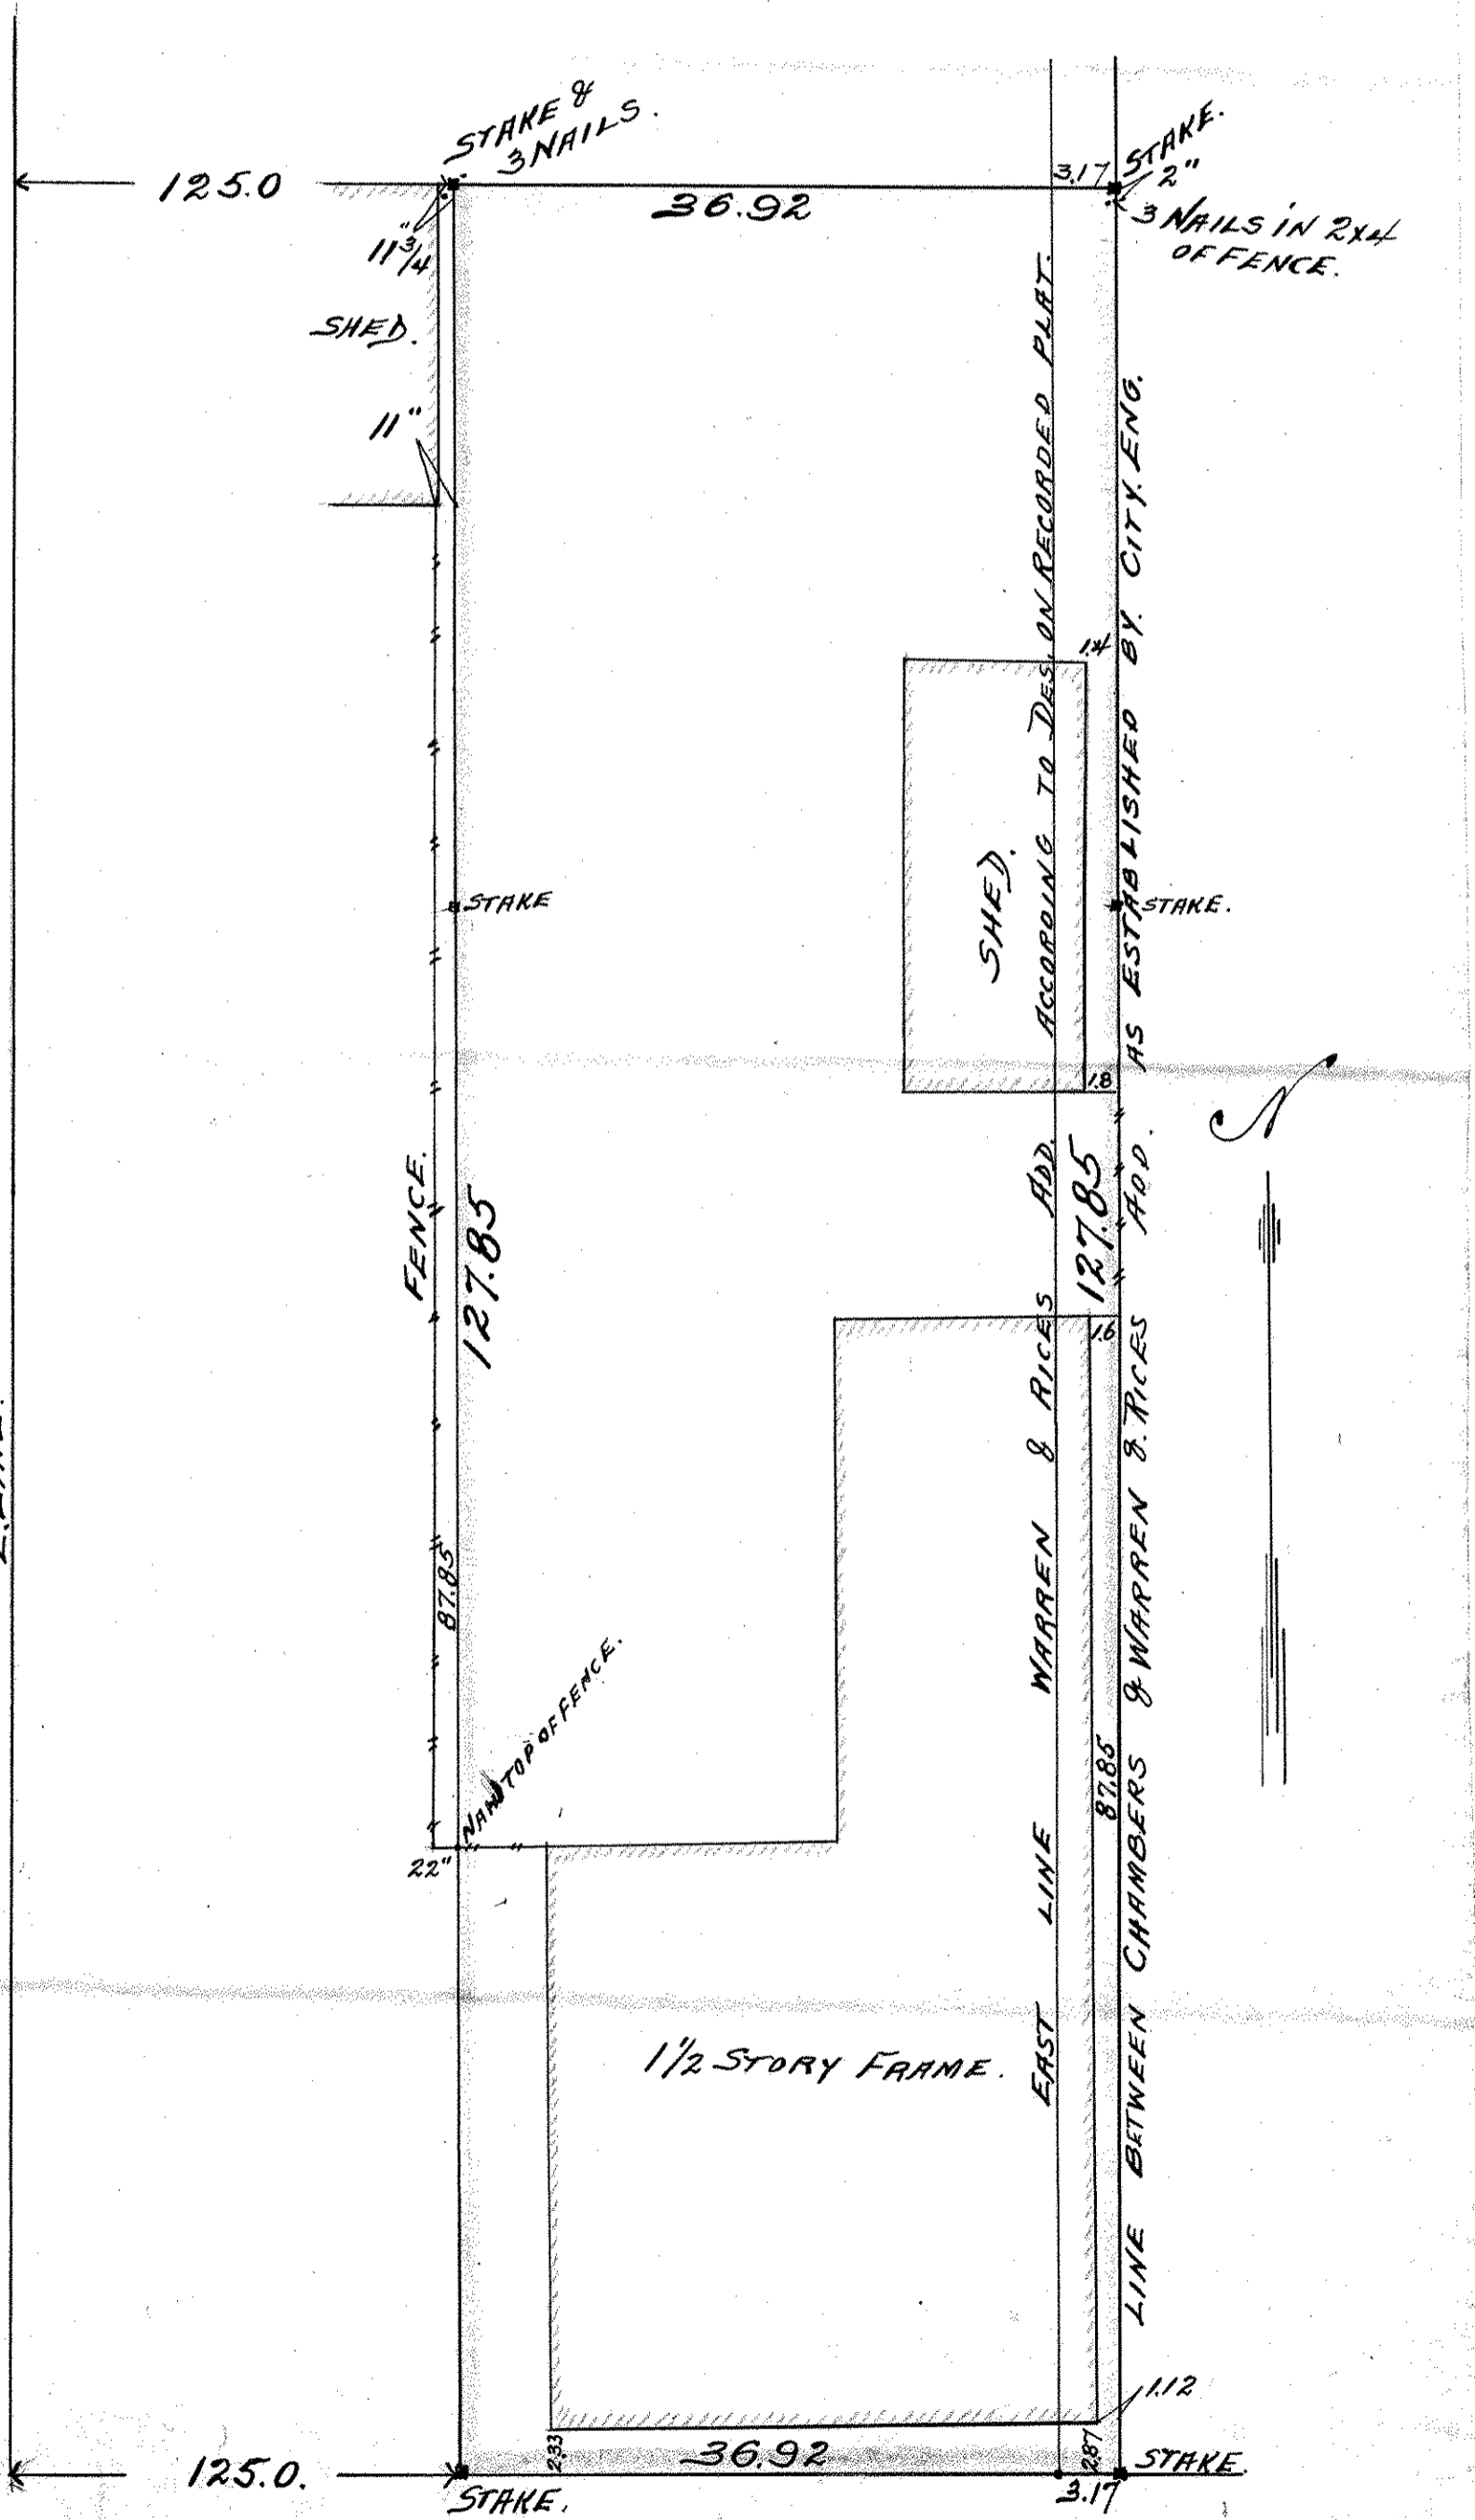 STAKE &
3 NAILS.
STAKE.
2"
3 NAILS IN 2x4
OF FENCE.
125.0
36.92
3.17
11 3/4"
SHED.
11"
1.4
STAKE
STAKE.
SHED.
1.8
N
FENCE.
127.85
127.85
1.6
87.85
87.85
NAIL TOP OF FENCE.
22"
EAST LINE WARREN & RICES ADD. ACCORDING TO DES. ON RECORDED PLAT.
LINE BETWEEN CHAMBERS & WARREN & RICES ADD. AS ESTABLISHED BY CITY. ENG.
1 1/2 STORY FRAME.
1.12
2.33
36.92
2.87
125.0.
STAKE.
3.17
STAKE.